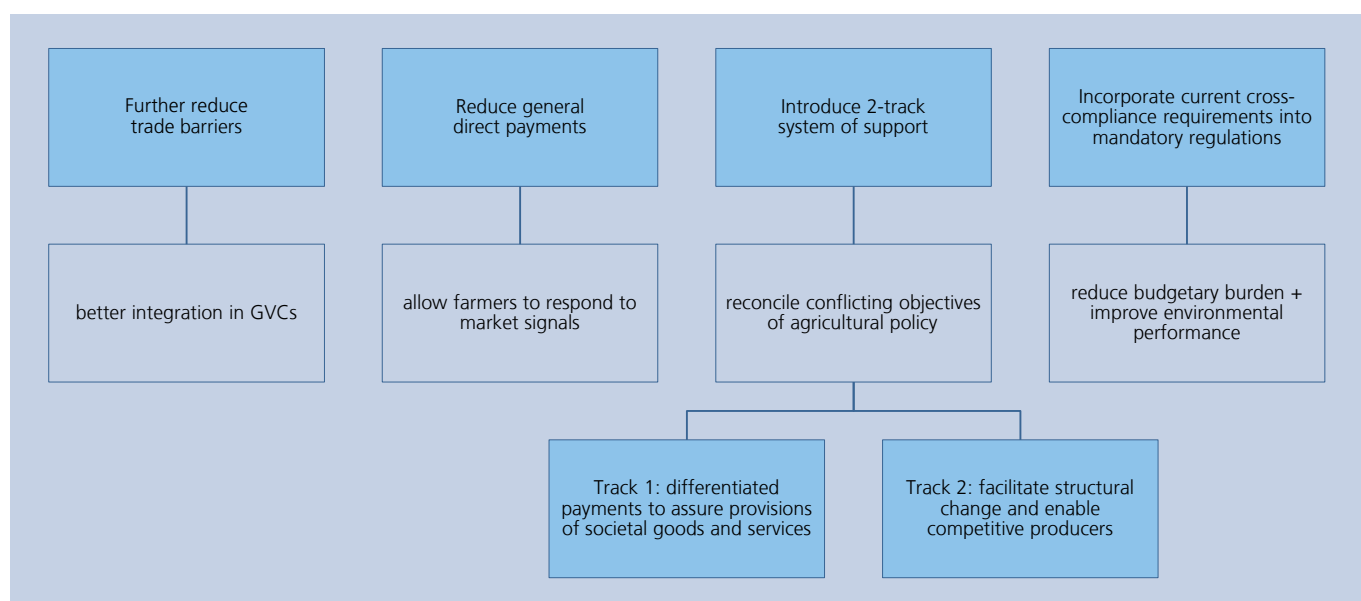 Further reduce
trade barriers
Reduce general
direct payments
Introduce 2-track
system of support
Incorporate current cross-
compliance requirements into
mandatory regulations
better integration in GVCs
allow farmers to respond to
market signals
reconcile conflicting objectives
of agricultural policy
reduce budgetary burden +
improve environmental
performance
Track 1: differentiated
payments to assure provisions
of societal goods and services
Track 2: facilitate structural
change and enable
competitive producers